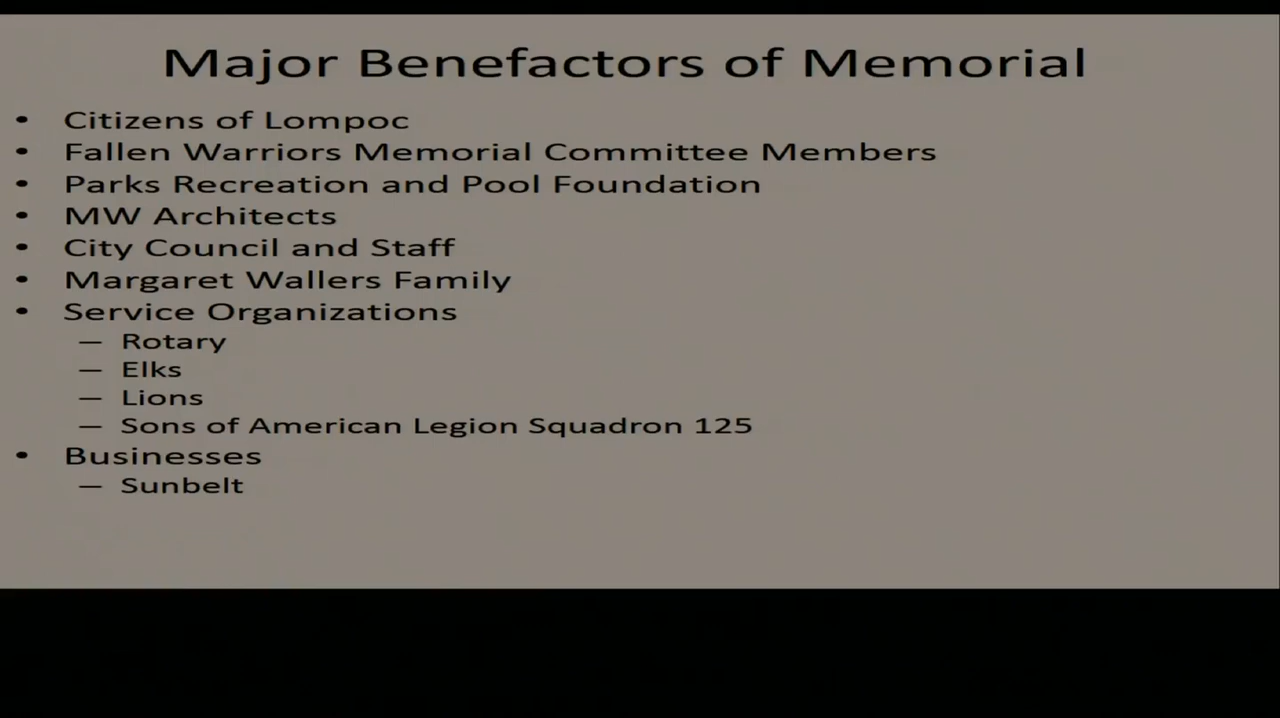 Major Benefactors of Memorial
• Citizens of Lompoc
• Fallen Warriors Memorial Committee Members
• Parks Recreation and Pool Foundation
• MW Architects
• City Council and Staff
• Margaret Wallers Family
• Service Organizations
— Rotary
— Elks
— Lions
— Sons of American Legion Squadron 125
• Businesses
— Sunbelt